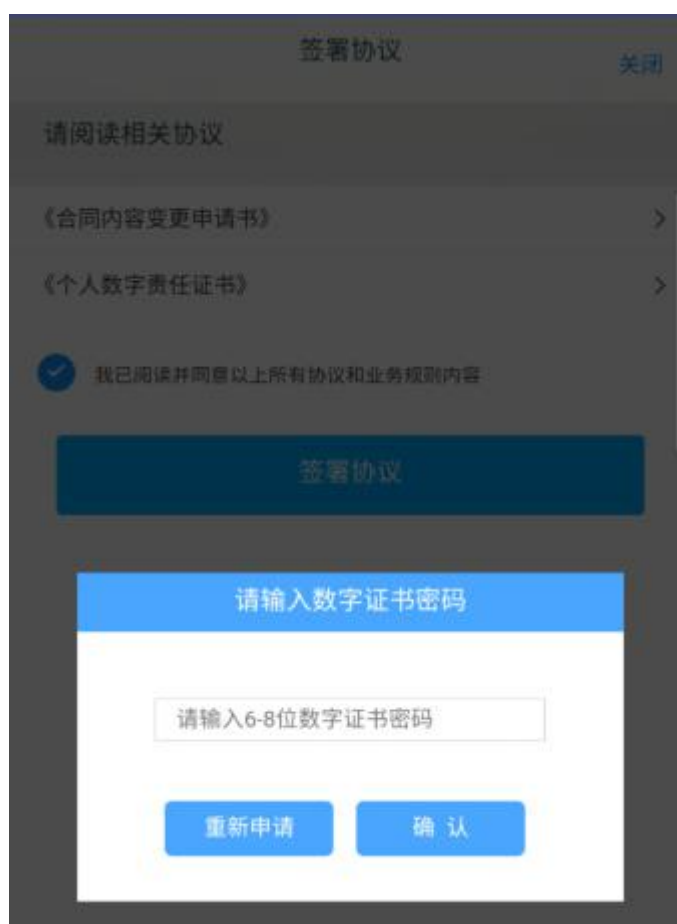 签署协议
关闭
请阅读相关协议
《合同内容变更申请书》
《个人数字责任证书》
我已阅读并同意以上所有协议和业务规则内容
签署协议
请输入数字证书密码
请输入6-8位数字证书密码
重新申请
确 认